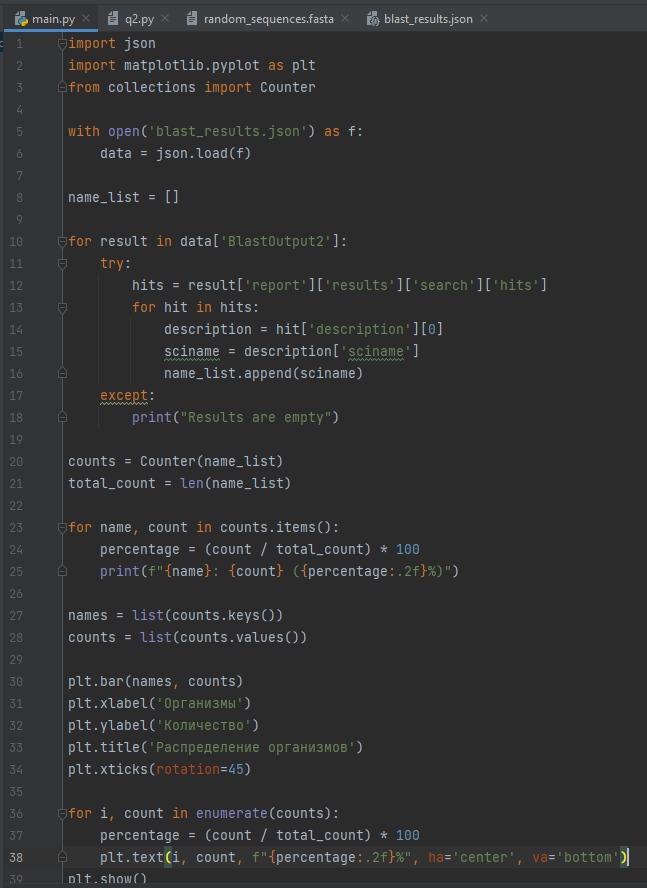 main.py q2.py random_sequences.fasta blast_results.json
1 import json
2 import matplotlib.pyplot as plt
3 from collections import Counter
4
5 with open('blast_results.json') as f:
6     data = json.load(f)
7
8 name_list = []
9
10 for result in data['BlastOutput2']:
11     try:
12         hits = result['report']['results']['search']['hits']
13         for hit in hits:
14             description = hit['description'][0]
15             sciname = description['sciname']
16             name_list.append(sciname)
17     except:
18         print("Results are empty")
19
20 counts = Counter(name_list)
21 total_count = len(name_list)
22
23 for name, count in counts.items():
24     percentage = (count / total_count) * 100
25     print(f"{name}: {count} ({percentage:.2f}%)")
26
27 names = list(counts.keys())
28 counts = list(counts.values())
29
30 plt.bar(names, counts)
31 plt.xlabel('Организмы')
32 plt.ylabel('Количество')
33 plt.title('Распределение организмов')
34 plt.xticks(rotation=45)
35
36 for i, count in enumerate(counts):
37     percentage = (count / total_count) * 100
38     plt.text(i, count, f"{percentage:.2f}%", ha='center', va='bottom')
39 plt.show()